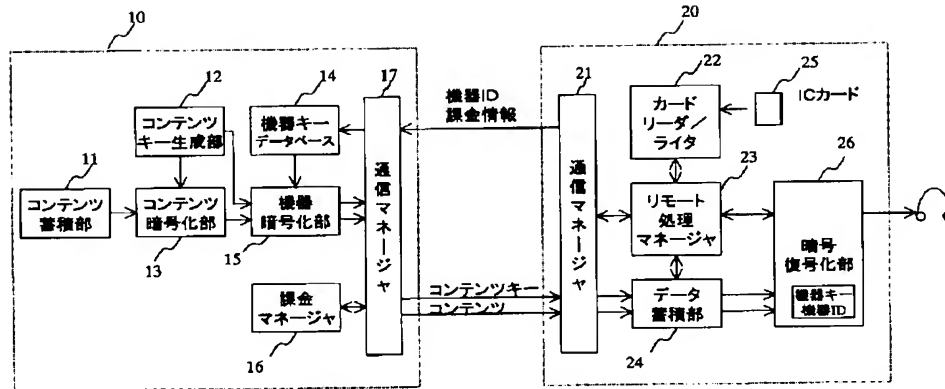 10
20
12
14
17
21
22
25
ICカード
コンテンツ
キー生成部
機器キー
データベース
機器ID
課金情報
カード
リーダ/
ライタ
23
26
11
コンテンツ
蓄積部
コンテンツ
暗号化部
機器
暗号化部
通信マネージャ
通信マネージャ
リモート
処理
マネージャ
暗号
復号化部
13
15
コンテンツキー
コンテンツ
データ
蓄積部
機器キー
機器ID
課金
マネージャ
16
24